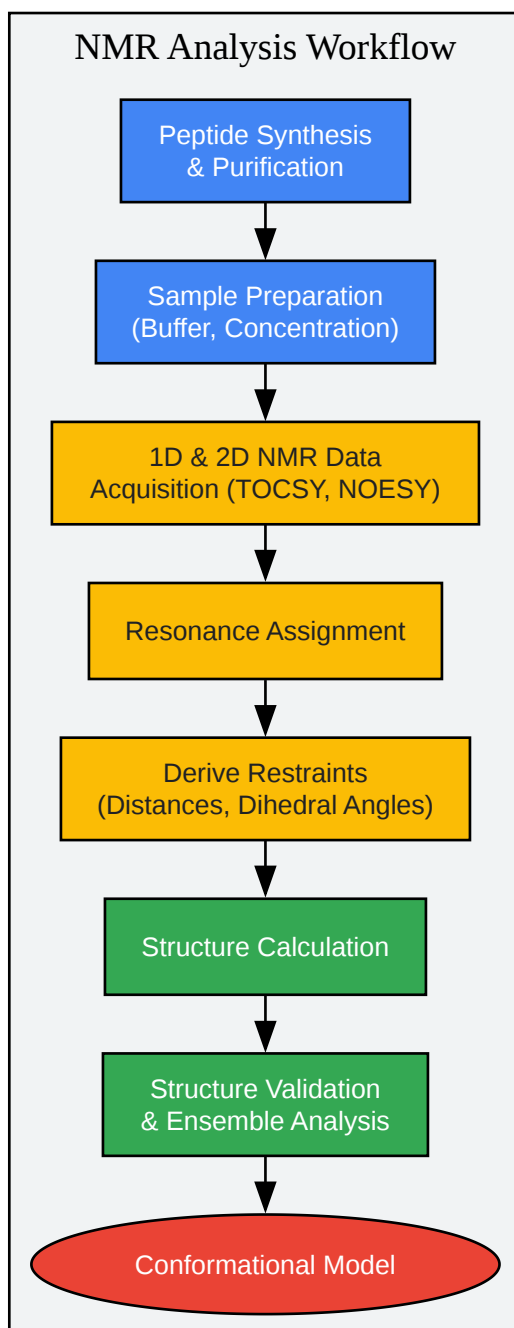 NMR Analysis Workflow
Peptide Synthesis
& Purification
Sample Preparation
(Buffer, Concentration)
1D & 2D NMR Data
Acquisition (TOCSY, NOESY)
Resonance Assignment
Derive Restraints
(Distances, Dihedral Angles)
Structure Calculation
Structure Validation
& Ensemble Analysis
Conformational Model